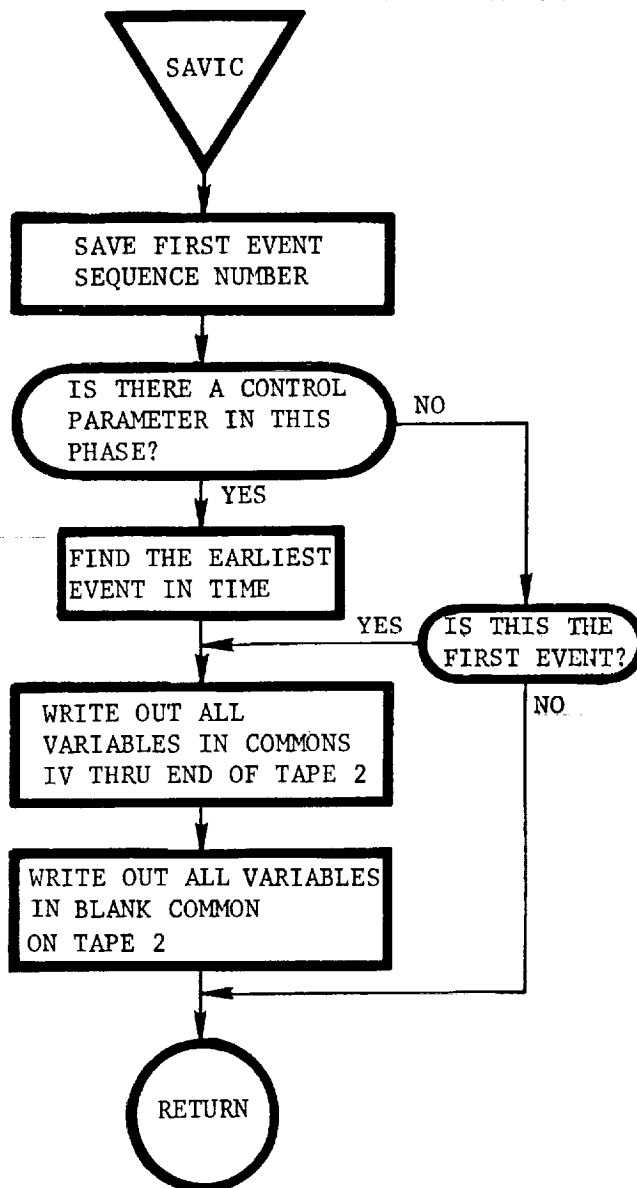 SAVIC
SAVE FIRST EVENT
SEQUENCE NUMBER
IS THERE A CONTROL
PARAMETER IN THIS
PHASE?
NO
YES
FIND THE EARLIEST
EVENT IN TIME
YES
IS THIS THE
FIRST EVENT?
NO
WRITE OUT ALL
VARIABLES IN COMMONS
IV THRU END OF TAPE 2
WRITE OUT ALL VARIABLES
IN BLANK COMMON
ON TAPE 2
RETURN